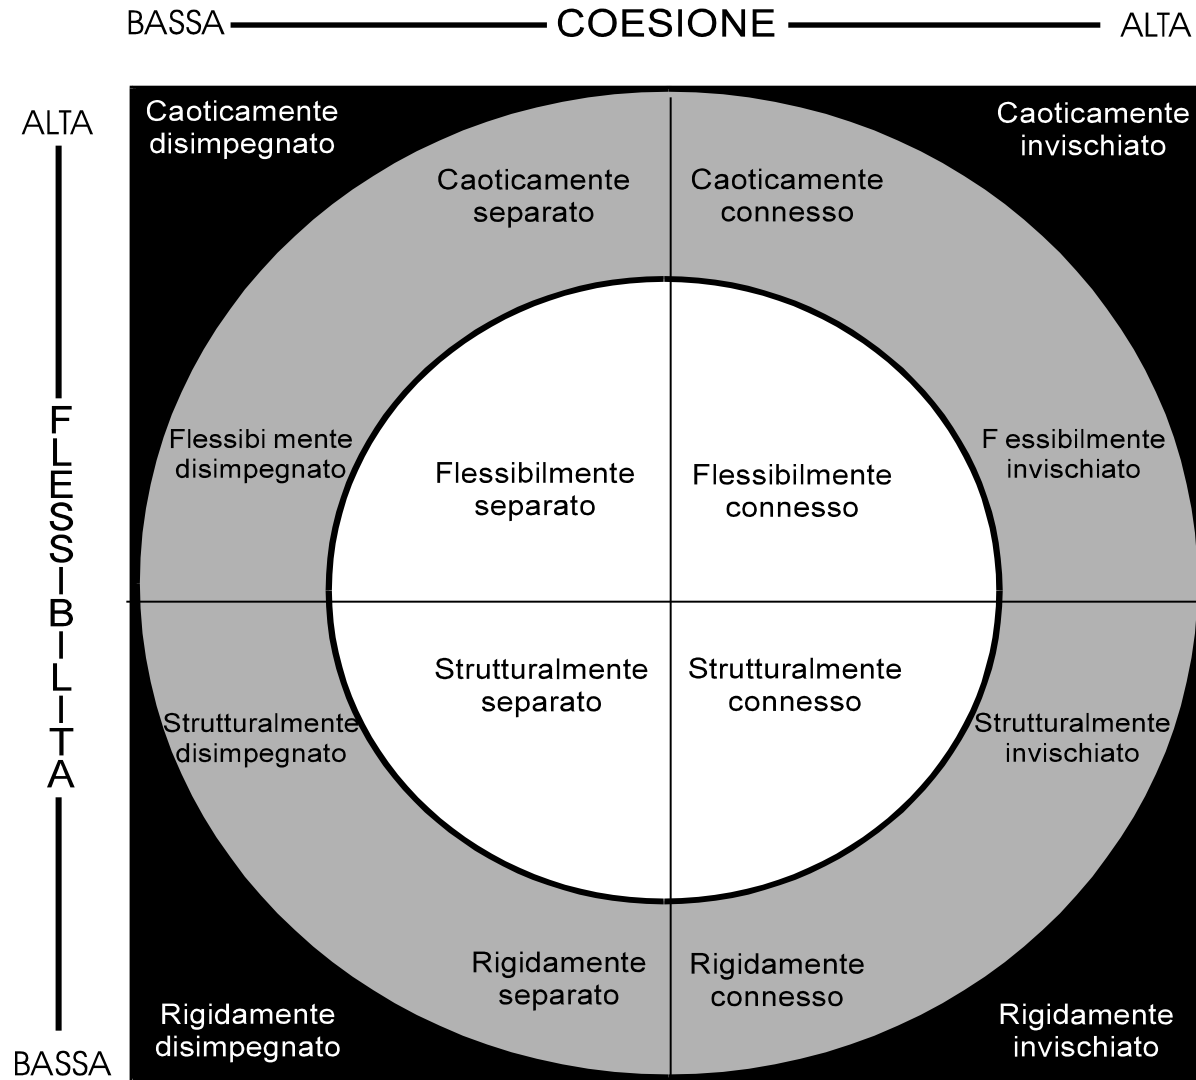 BASSA COESIONE ALTA
ALTA
FLESSIBILITA
BASSA
Caoticamente
disimpegnato
Caoticamente
separato
Caoticamente
connesso
Caoticamente
invischiato
Flessibi mente
disimpegnato
Flessibilmente
separato
Flessibilmente
connesso
F essibilmente
invischiato
Strutturalmente
disimpegnato
Strutturalmente
separato
Strutturalmente
connesso
Strutturalmente
invischiato
Rigidamente
disimpegnato
Rigidamente
separato
Rigidamente
connesso
Rigidamente
invischiato